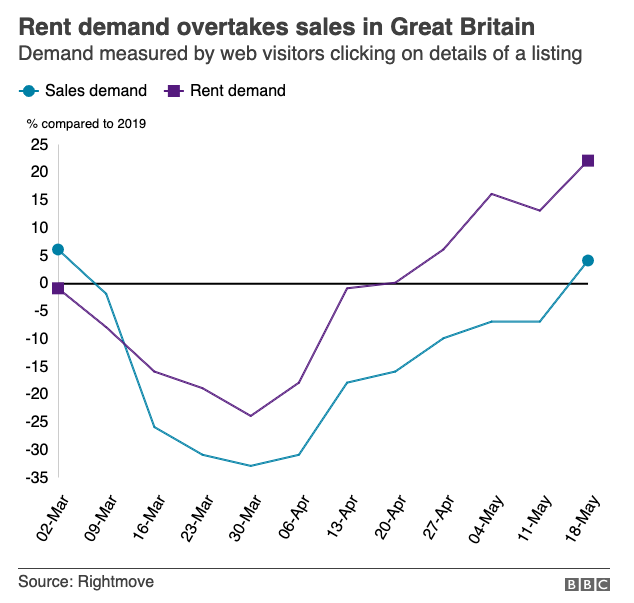 Rent demand overtakes sales in Great Britain
Demand measured by web visitors clicking on details of a listing
Sales demand Rent demand
% compared to 2019
25
20
15
10
5
0
-5
-10
-15
-20
-25
-30
-35
02-Mar 09-Mar 16-Mar 23-Mar 30-Mar 06-Apr 13-Apr 20-Apr 27-Apr 04-May 11-May 18-May
Source: Rightmove BBC